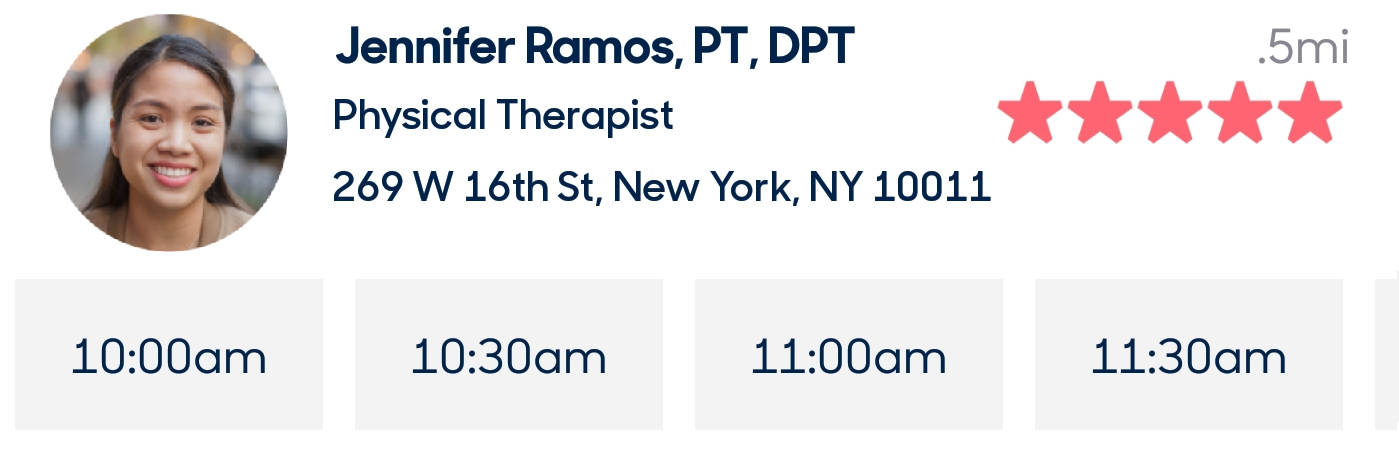 Jennifer Ramos, PT, DPT
.5mi
Physical Therapist
269 W 16th St, New York, NY 10011
10:00am
10:30am
11:00am
11:30am